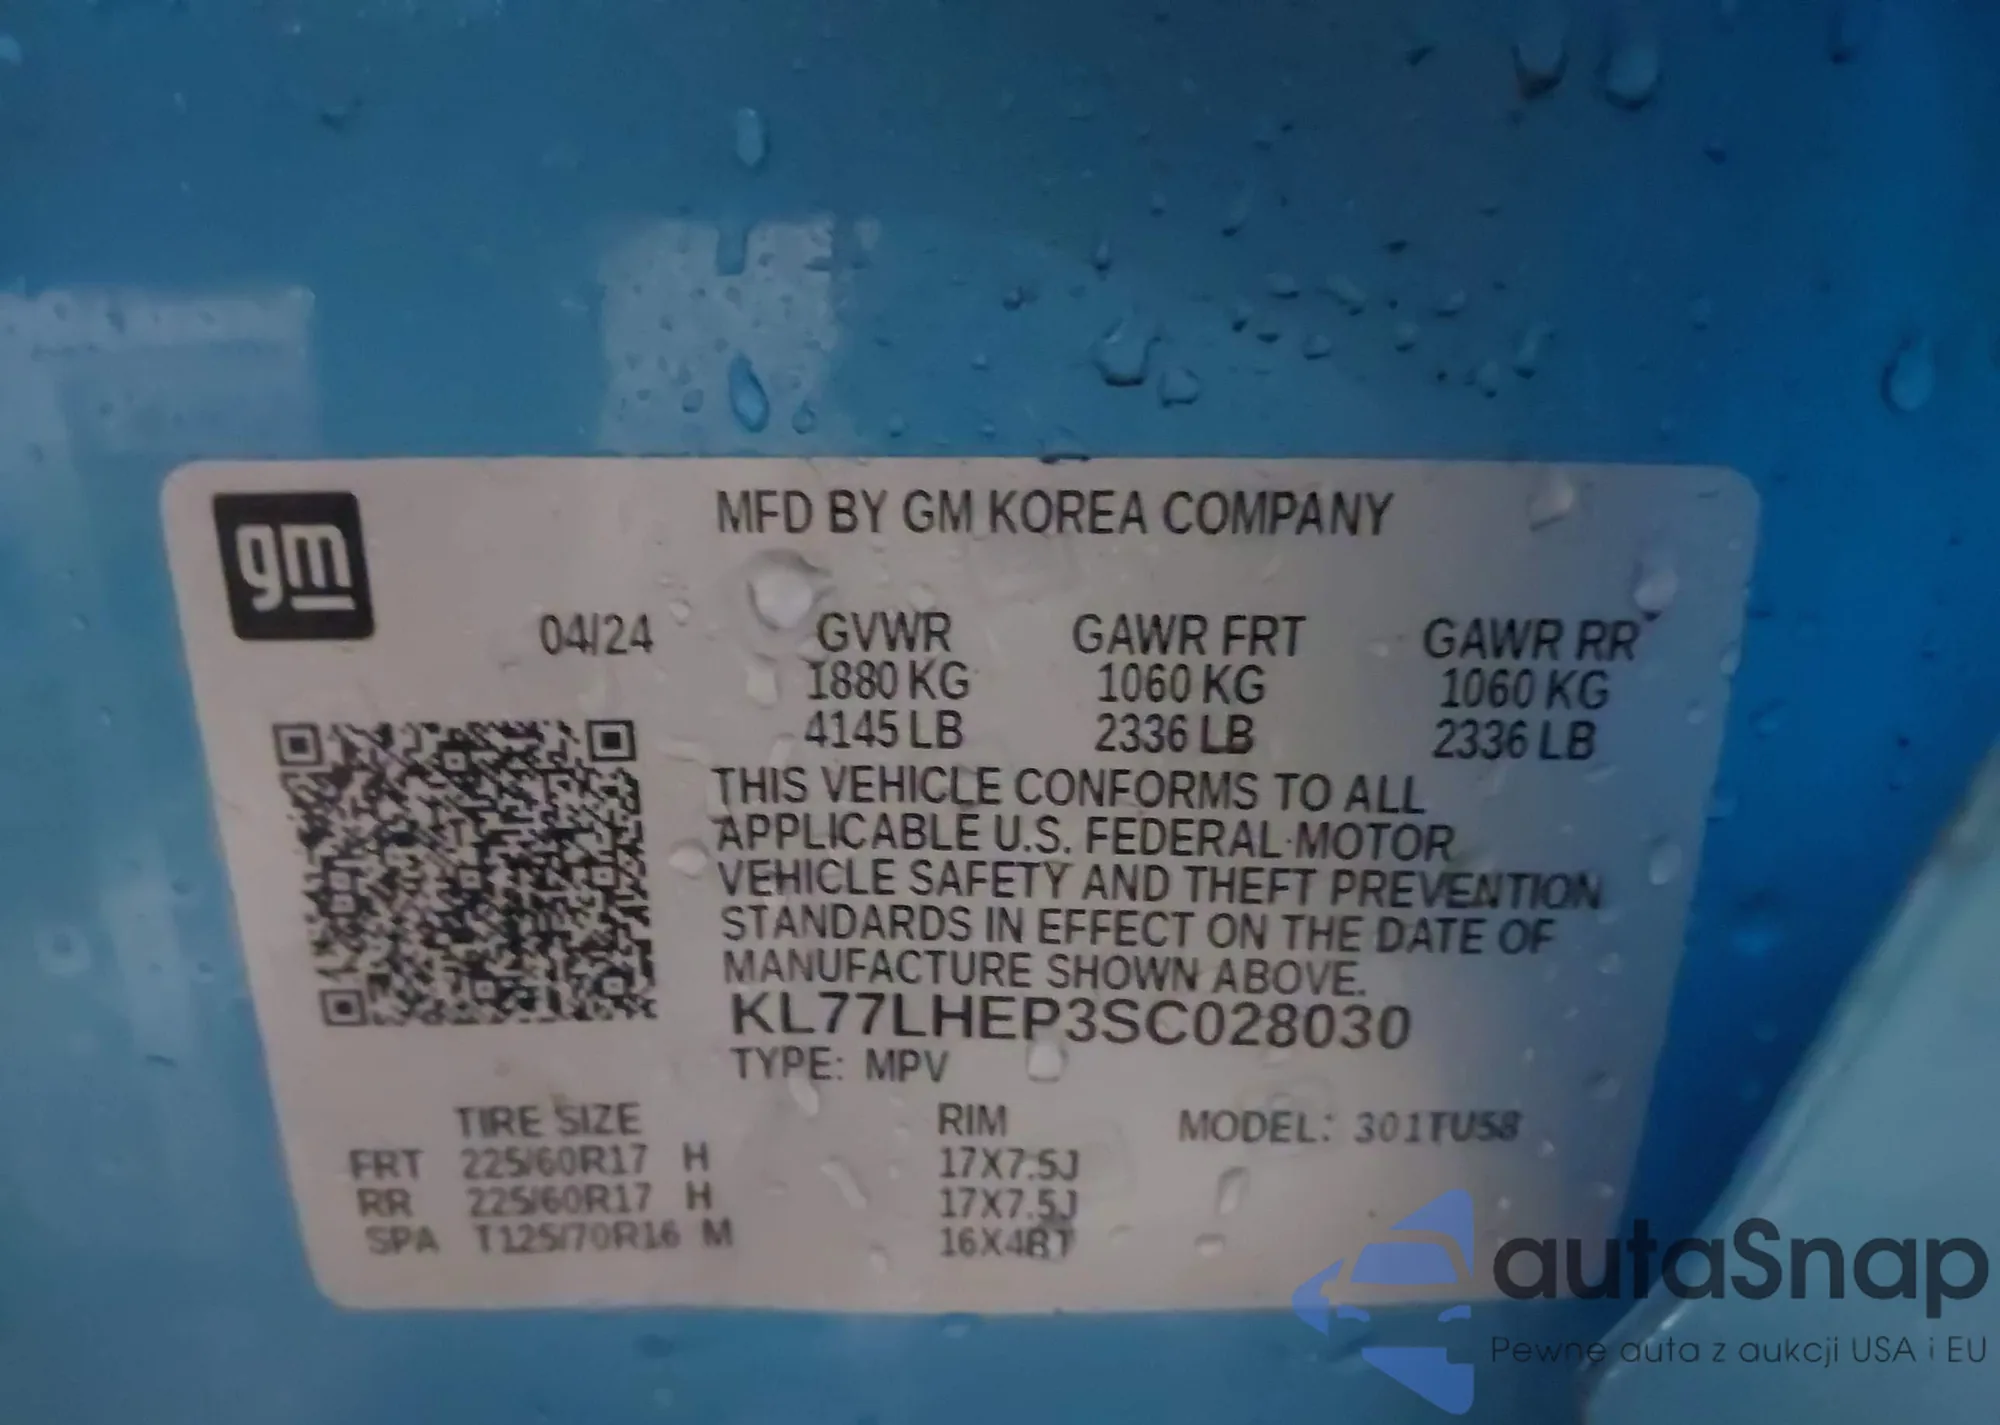 gm
MFD BY GM KOREA COMPANY
04/24 GVWR GAWR FRT GAWR RR
1880 KG 1060 KG 1060 KG
4145 LB 2336 LB 2336 LB
THIS VEHICLE CONFORMS TO ALL
APPLICABLE U.S. FEDERAL MOTOR
VEHICLE SAFETY AND THEFT PREVENTION
STANDARDS IN EFFECT ON THE DATE OF
MANUFACTURE SHOWN ABOVE.
KL77LHEP3SC028030
TYPE: MPV
TIRE SIZE RIM MODEL: 301TU58
FRT 225/60R17 H 17X7.5J
RR 225/60R17 H 17X7.5J
SPA T125/70R16 M 16X4BT
autaSnap
Pewne auta z aukcji USA i EU